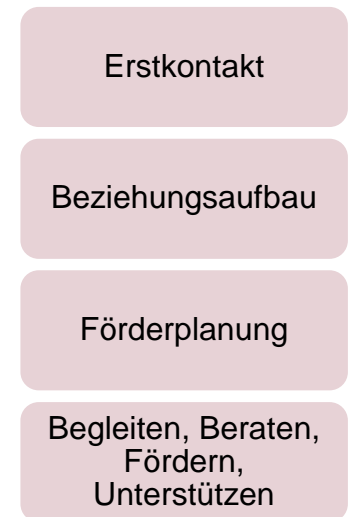 Erstkontakt
Beziehungsaufbau
Förderplanung
Begleiten, Beraten,
Fördern,
Unterstützen